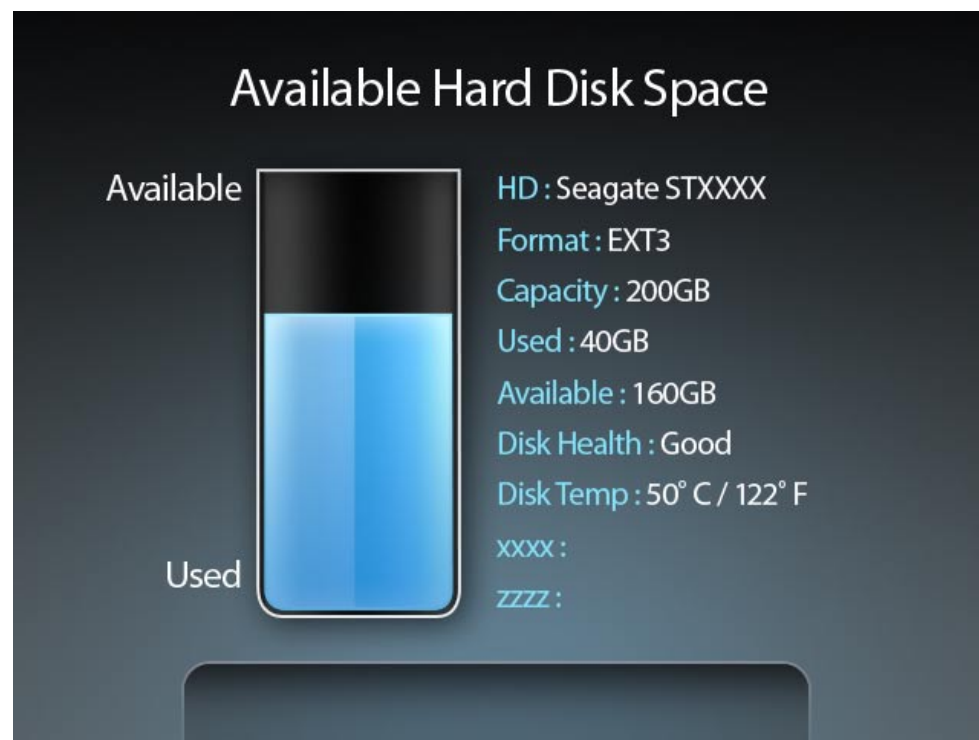 Available Hard Disk Space
Available
HD : Seagate STXXXX
Format : EXT3
Capacity : 200GB
Used : 40GB
Available : 160GB
Disk Health : Good
Disk Temp : 50° C / 122° F
xxxx :
Used
zzzz :